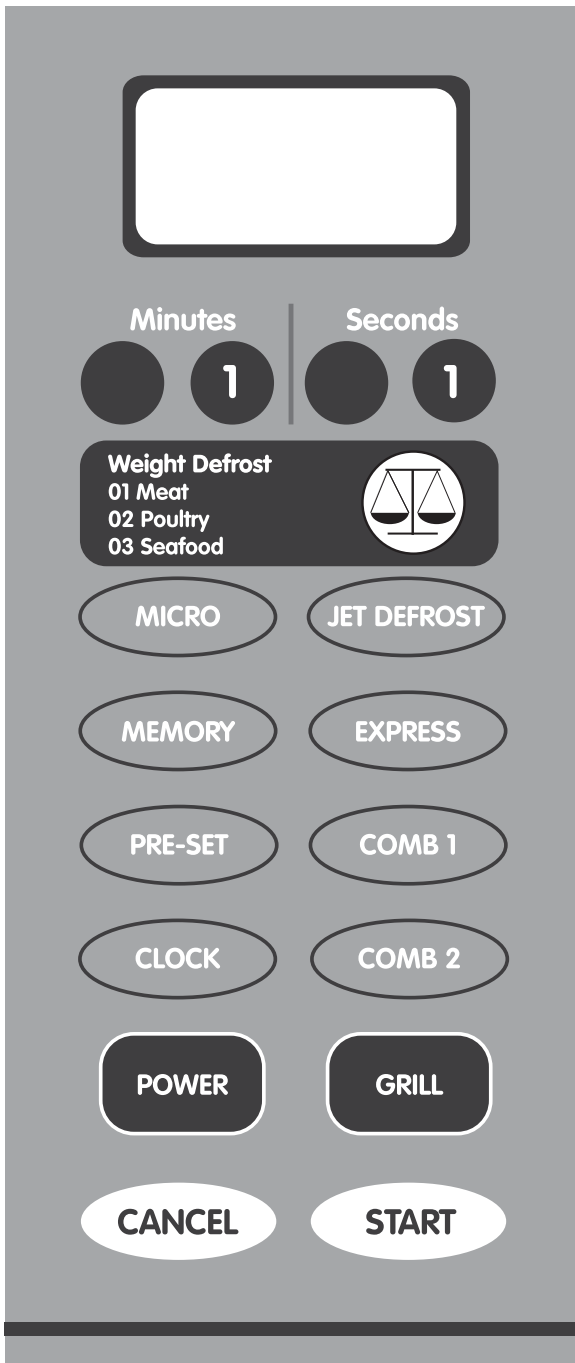 Minutes Seconds
1 1
Weight Defrost
01 Meat
02 Poultry
03 Seafood
MICRO JET DEFROST
MEMORY EXPRESS
PRE-SET COMB 1
CLOCK COMB 2
POWER GRILL
CANCEL START